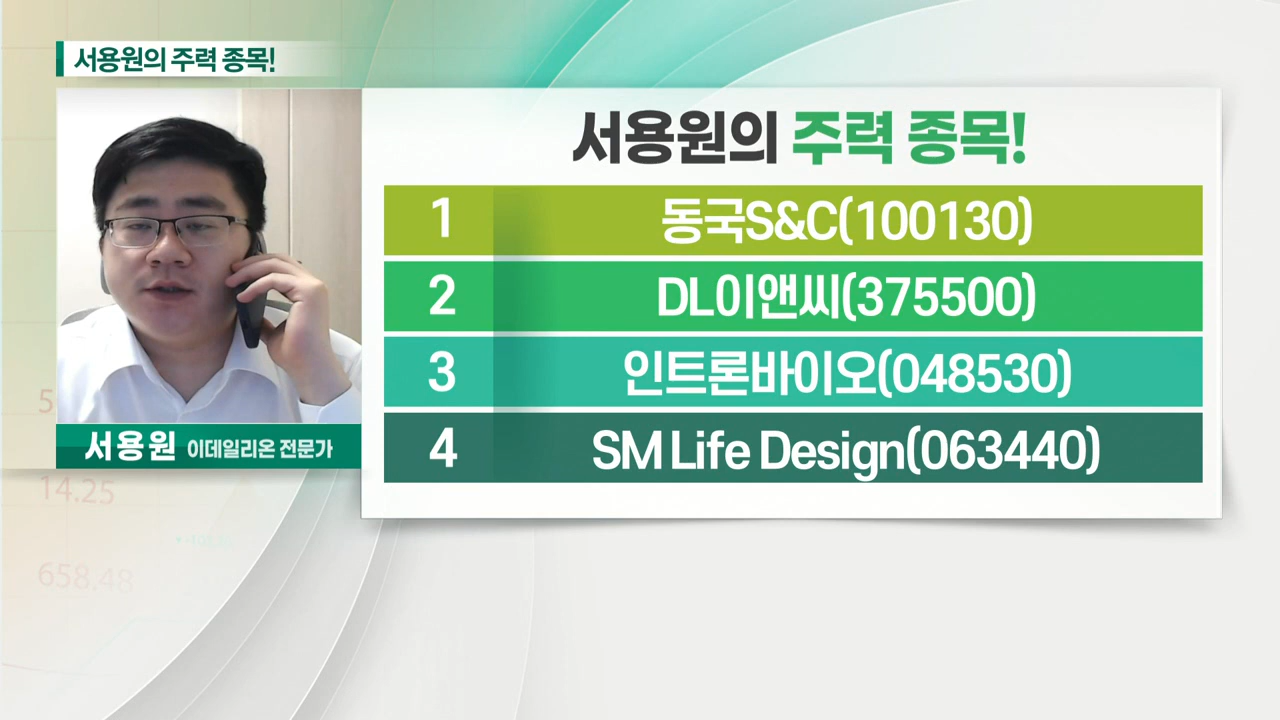 서용원의 주력 종목!
서용원의 주력 종목!
1 동국S&C(100130)
2 DL이앤씨(375500)
3 인트론바이오(048530)
4 SM Life Design(063440)
서용원 이데일리온 전문가
5
14.25
658.48